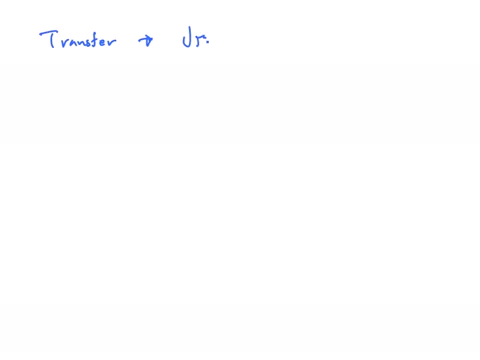 Transfer → Jr.